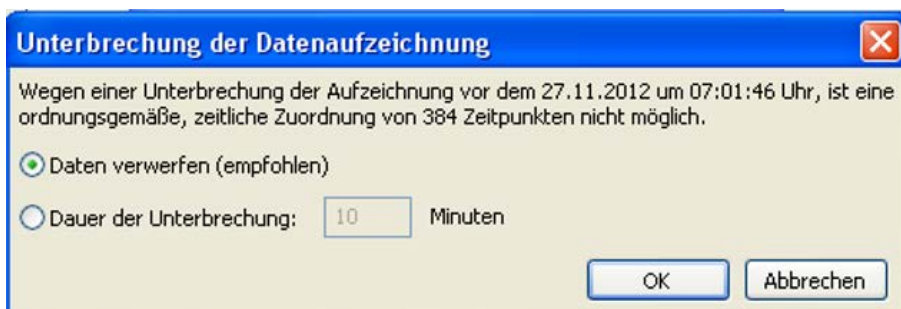 Unterbrechung der Datenaufzeichnung
Wegen einer Unterbrechung der Aufzeichnung vor dem 27.11.2012 um 07:01:46 Uhr, ist eine
ordnungsgemäße, zeitliche Zuordnung von 384 Zeitpunkten nicht möglich.
Daten verwerfen (empfohlen)
Dauer der Unterbrechung: 10 Minuten
OK Abbrechen